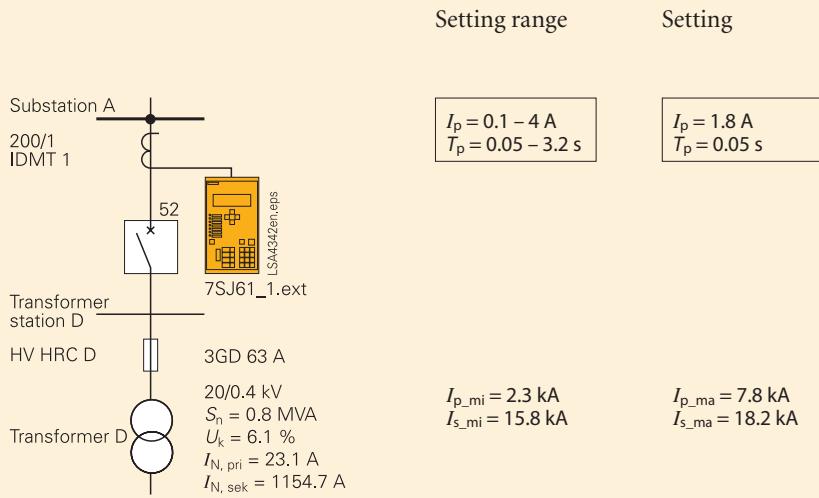 Setting range Setting
Substation A
200/1
IDMT 1
I_p = 0.1 – 4 A
T_p = 0.05 – 3.2 s
I_p = 1.8 A
T_p = 0.05 s
52
LSA4342en.eps
7SJ61_1.ext
Transformer
station D
HV HRC D
3GD 63 A
Transformer D
20/0.4 kV
S_n = 0.8 MVA
U_k = 6.1 %
I_N, pri = 23.1 A
I_N, sek = 1154.7 A
I_p_mi = 2.3 kA
I_s_mi = 15.8 kA
I_p_ma = 7.8 kA
I_s_ma = 18.2 kA